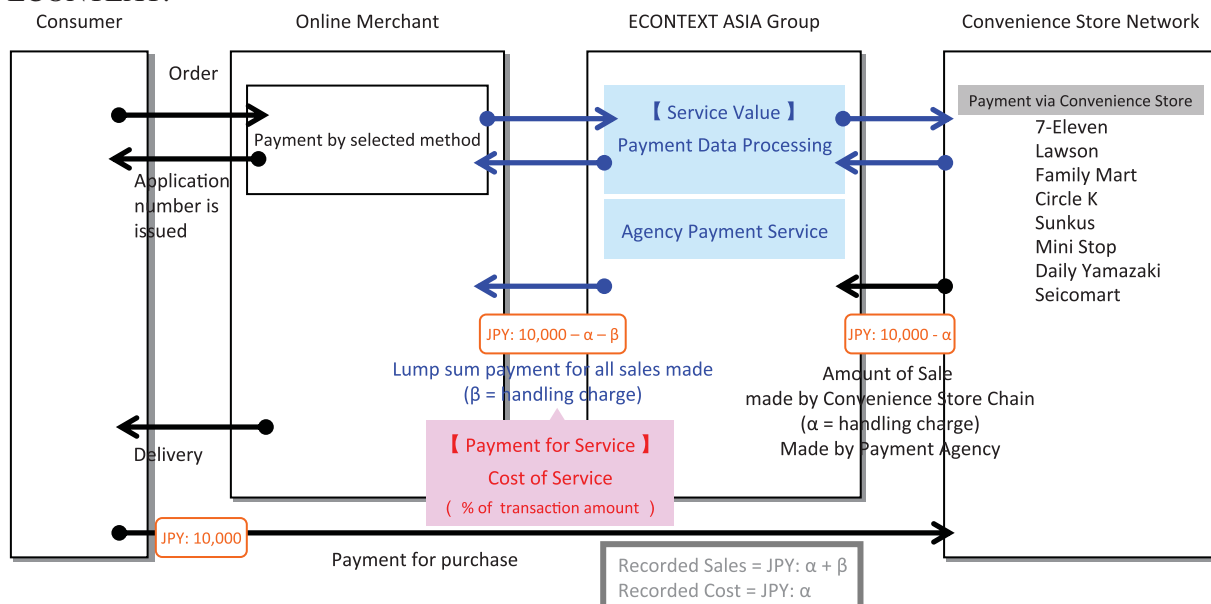 ECONTEXT.
Consumer
Online Merchant
ECONTEXT ASIA Group
Convenience Store Network
Order
Payment by selected method
Application
number is
issued
【 Service Value 】
Payment Data Processing
Agency Payment Service
Payment via Convenience Store
7-Eleven
Lawson
Family Mart
Circle K
Sunkus
Mini Stop
Daily Yamazaki
Seicomart
JPY: 10,000 – α – β
JPY: 10,000 - α
Lump sum payment for all sales made
(β = handling charge)
Amount of Sale
made by Convenience Store Chain
(α = handling charge)
Made by Payment Agency
Delivery
【 Payment for Service 】
Cost of Service
( % of transaction amount )
JPY: 10,000
Payment for purchase
Recorded Sales = JPY: α + β
Recorded Cost = JPY: α